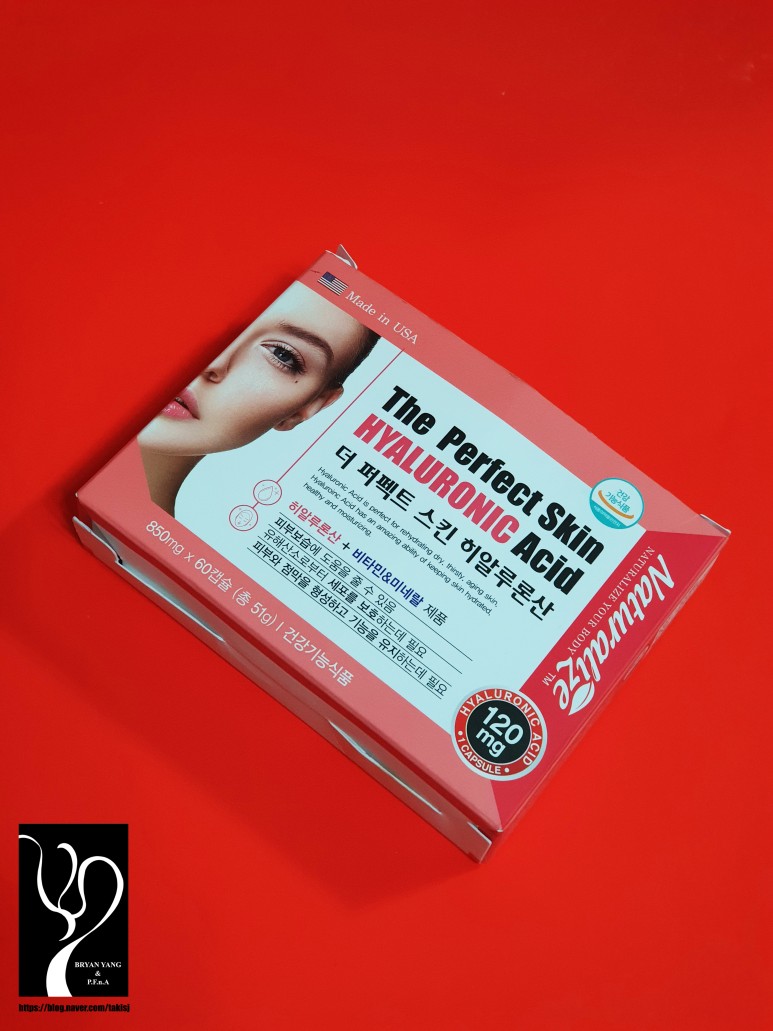 Made in USA
The Perfect Skin
HYALURONIC Acid
더 퍼펙트 스킨 히알루론산
Hyaluronic Acid is perfect for rehydrating dry, thinity, aging skin,
Hyaluroinc Acid has an amazing ability of keeping skin hydrated,
healthy and moisturizing.
히알루론산 + 비타민&미네랄 제품
피부보습에 도움을 줄 수 있음
유해산소로부터 세포를 보호하는데 필요
피부와 점막을 형성하고 기능을 유지하는데 필요
850mg x 60캡슐 (총 51g) I 건강기능식품
건강
기능식품
Naturalize
NATURALIZE YOUR BODY
TM
HYALURONIC ACID
120
mg
• 1 CAPSULE •
BRYAN YANG
&
P.F.n.A
https://blog.naver.com/takisj